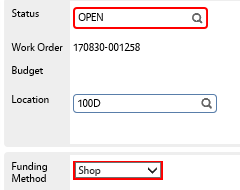 Status OPEN
Work Order 170830-001258
Budget
Location 100D
Funding Method Shop